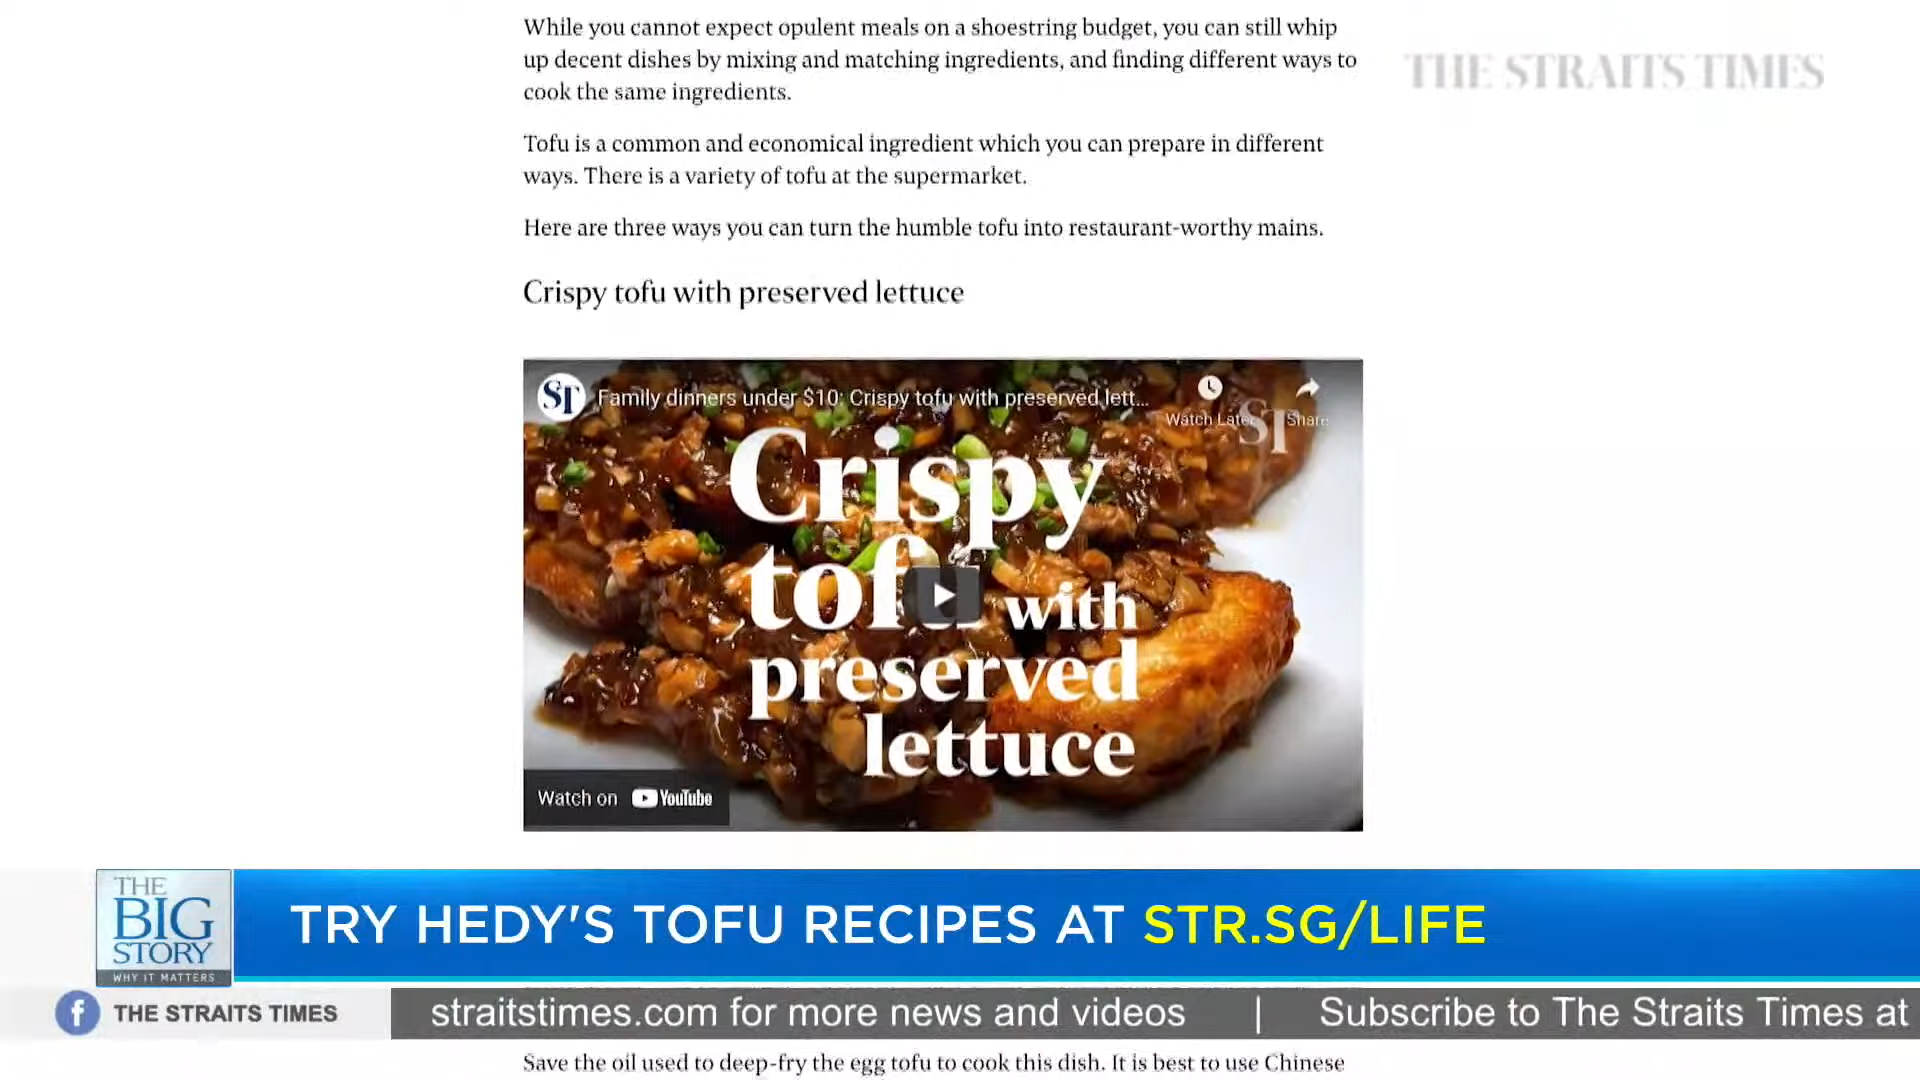 While you cannot expect opulent meals on a shoestring budget, you can still whip
up decent dishes by mixing and matching ingredients, and finding different ways to
cook the same ingredients.
THE STRAITS TIMES
Tofu is a common and economical ingredient which you can prepare in different
ways. There is a variety of tofu at the supermarket.
Here are three ways you can turn the humble tofu into restaurant-worthy mains.
Crispy tofu with preserved lettuce
ST
Family dinners under $10: Crispy tofu with preserved lett...
Watch Later
ST
Share
Crispy
tofu with
preserved
lettuce
Watch on YouTube
THE
BIG
STORY
WHY IT MATTERS
TRY HEDY'S TOFU RECIPES AT STR.SG/LIFE
f THE STRAITS TIMES
straitstimes.com for more news and videos | Subscribe to The Straits Times at
Save the oil used to deep-fry the egg tofu to cook this dish. It is best to use Chinese